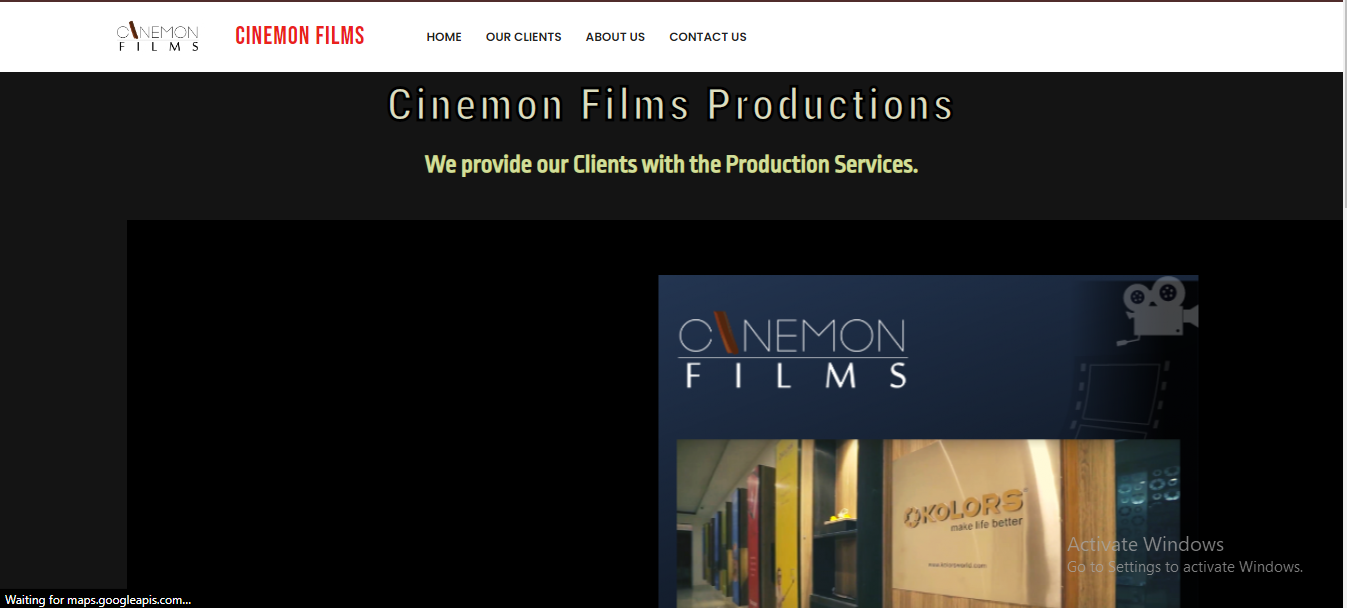 CINEMON
FILMS
CINEMON FILMS
HOME
OUR CLIENTS
ABOUT US
CONTACT US
Cinemon Films Productions
We provide our Clients with the Production Services.
CINEMON
FILMS
KOLORS
make life better
www.kolorsworld.com
Activate Windows
Go to Settings to activate Windows.
Waiting for maps.googleapis.com...